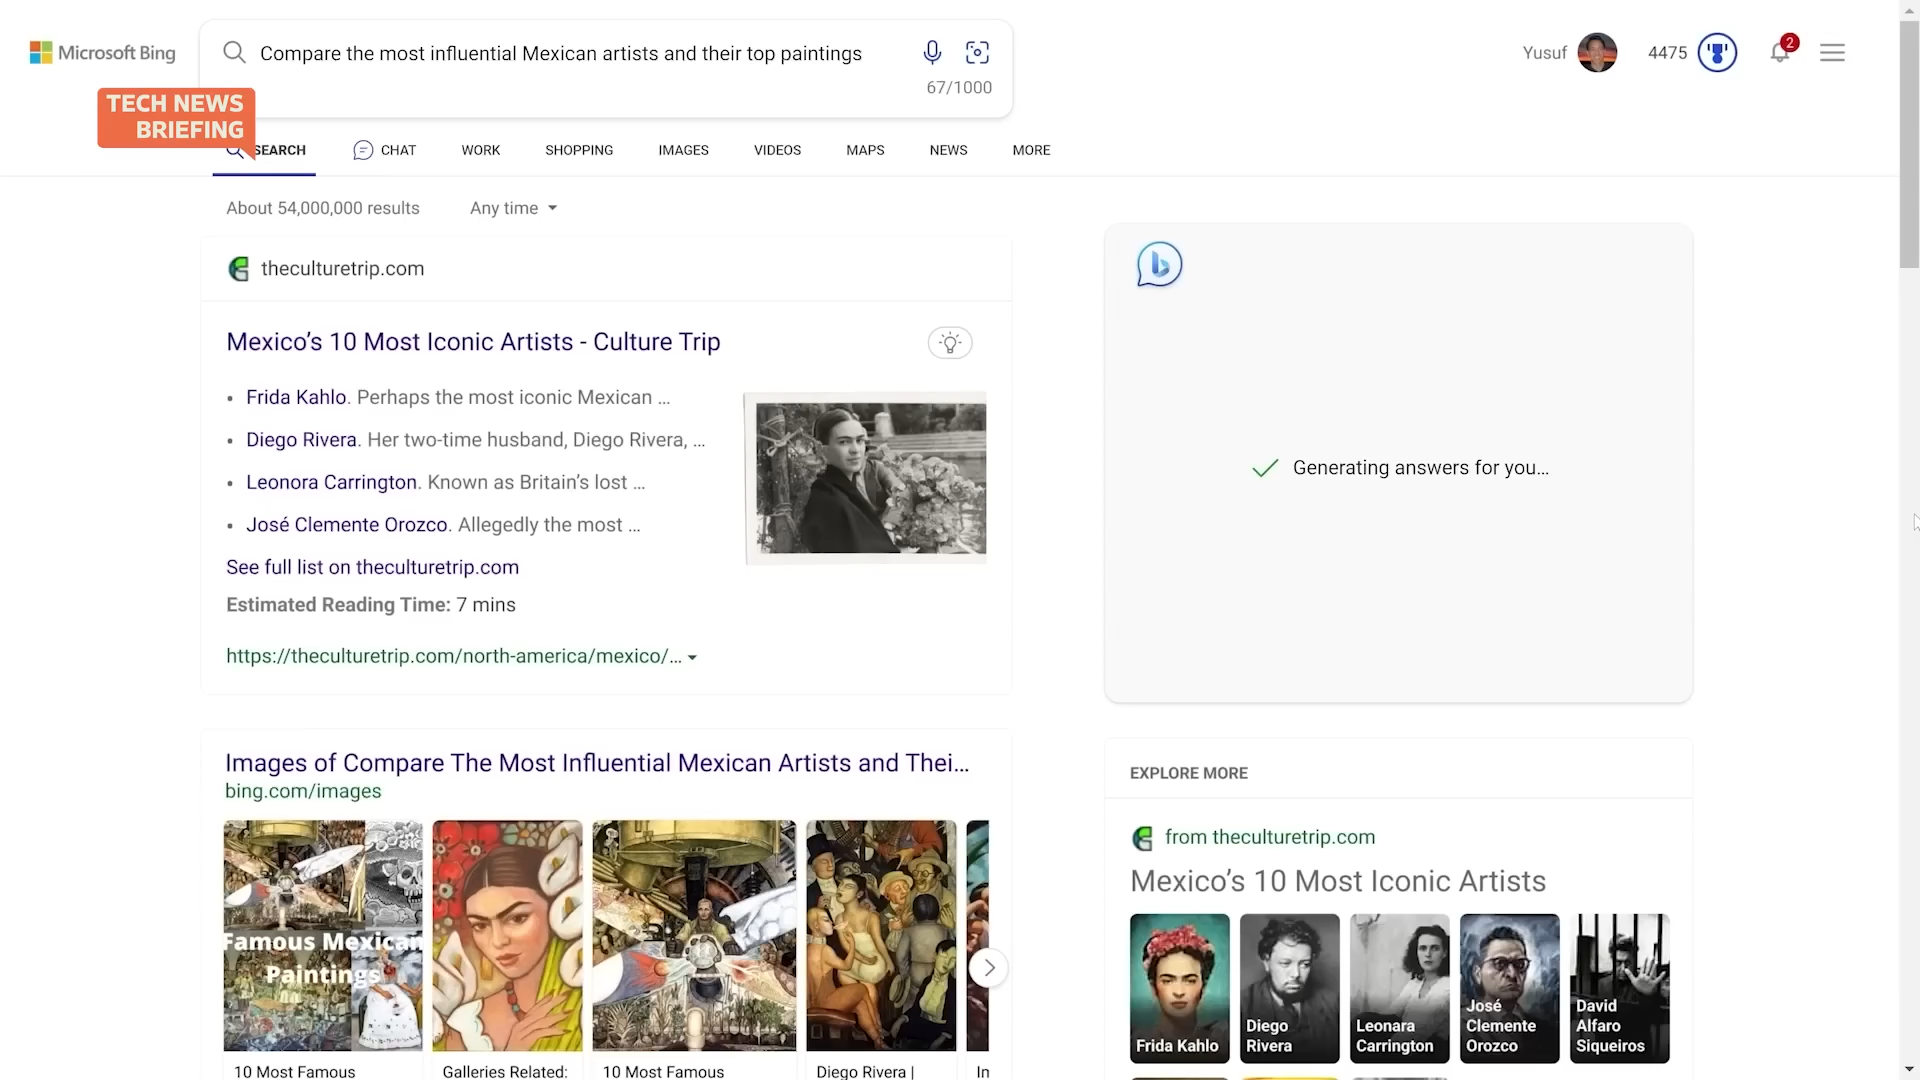 Microsoft Bing
Compare the most influential Mexican artists and their top paintings
67/1000
Yusuf
4475
2
TECH NEWS
BRIEFING
SEARCH
CHAT
WORK
SHOPPING
IMAGES
VIDEOS
MAPS
NEWS
MORE
About 54,000,000 results
Any time
theculturetrip.com
Mexico’s 10 Most Iconic Artists - Culture Trip
Frida Kahlo. Perhaps the most iconic Mexican ...
Diego Rivera. Her two-time husband, Diego Rivera, ...
Leonora Carrington. Known as Britain’s lost ...
José Clemente Orozco. Allegedly the most ...
See full list on theculturetrip.com
Estimated Reading Time: 7 mins
https://theculturetrip.com/north-america/mexico/...
Images of Compare The Most Influential Mexican Artists and Thei...
bing.com/images
Famous Mexican
Paintings
10 Most Famous
Galleries Related:
10 Most Famous
Diego Rivera |
In
Generating answers for you...
EXPLORE MORE
from theculturetrip.com
Mexico’s 10 Most Iconic Artists
Frida Kahlo
Diego
Rivera
Leonara
Carrington
José
Clemente
Orozco
David
Alfaro
Siqueiros